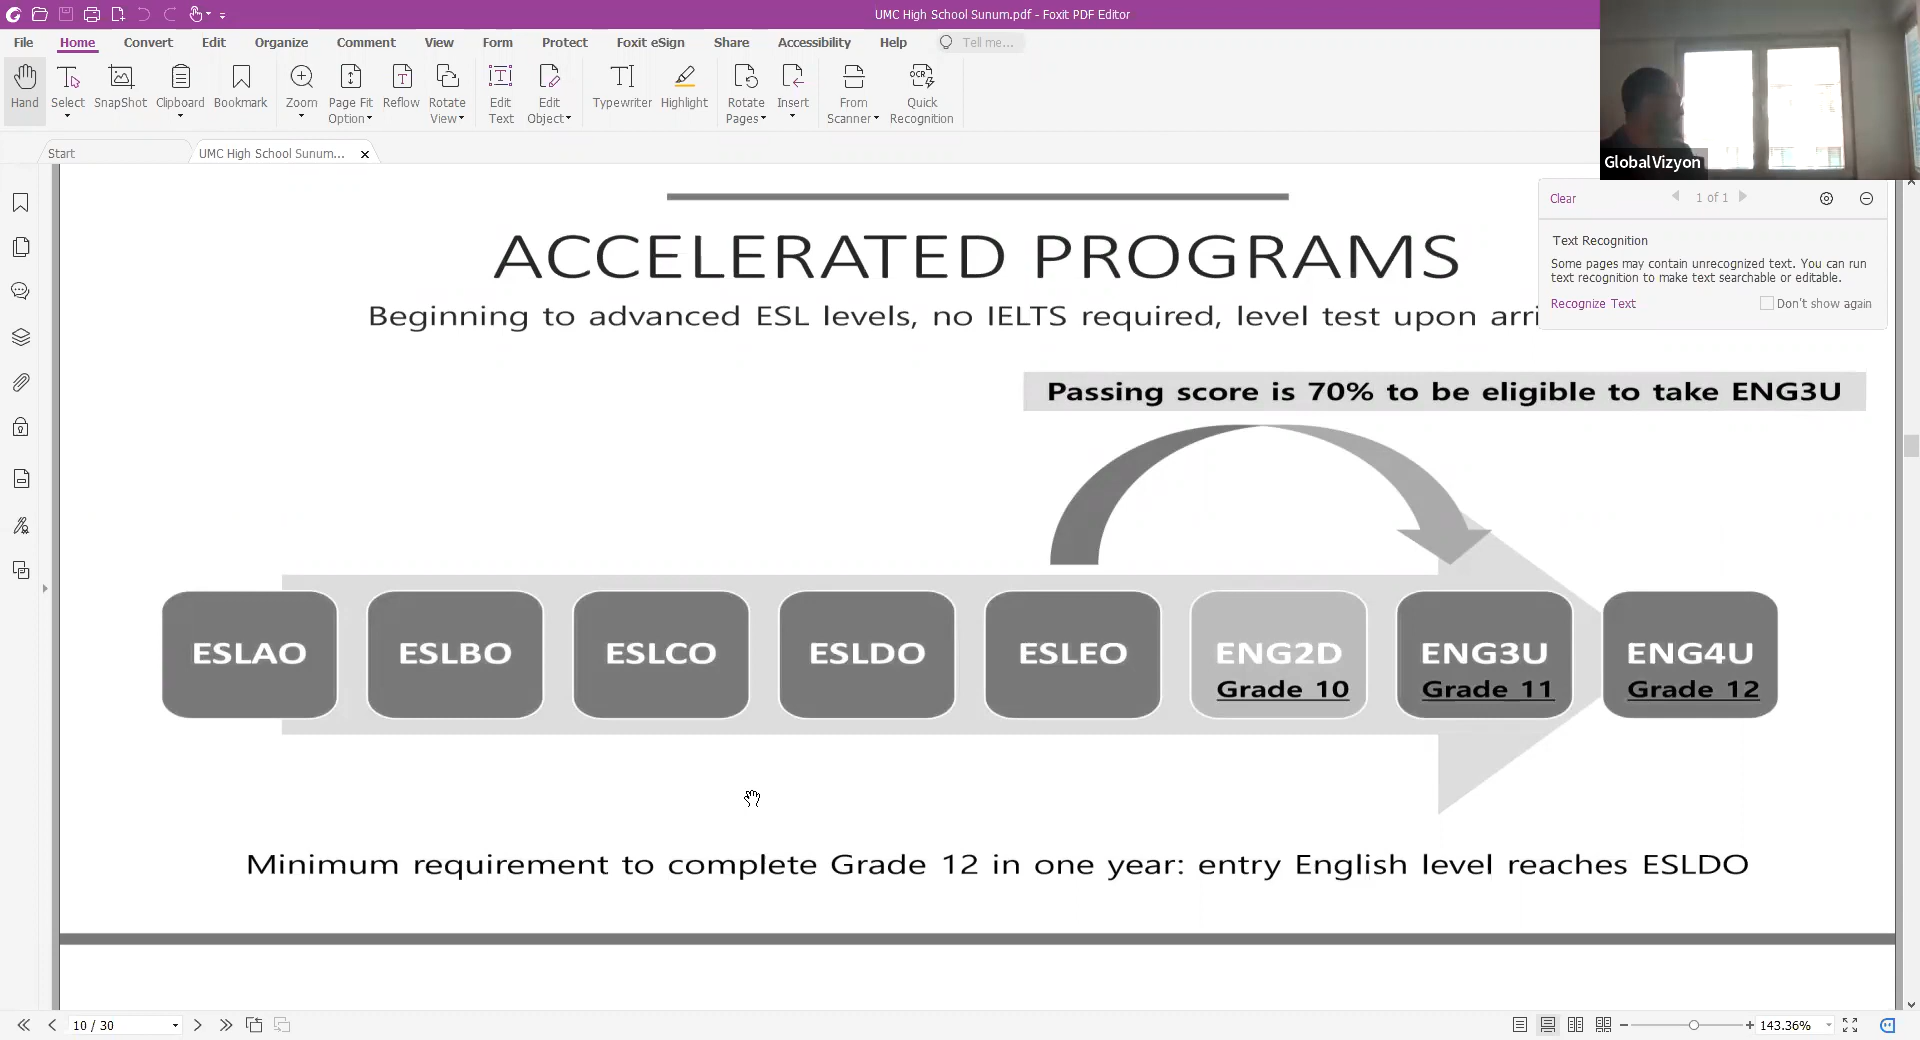 UMC High School Sunum.pdf - Foxit PDF Editor
File Home Convert Edit Organize Comment View Form Protect Foxit eSign Share Accessibility Help Tell me...
Hand Select SnapShot Clipboard Bookmark Zoom Page Fit Option Reflow Rotate View Edit Text Edit Object Typewriter Highlight Rotate Pages Insert From Scanner Quick Recognition
Start UMC High School Sunum...
GlobalVizyon
Clear 1 of 1
Text Recognition
Some pages may contain unrecognized text. You can run
text recognition to make text searchable or editable.
Recognize Text Don't show again
ACCELERATED PROGRAMS
Beginning to advanced ESL levels, no IELTS required, level test upon arri
Passing score is 70% to be eligible to take ENG3U
ESLAO
ESLBO
ESLCO
ESLDO
ESLEO
ENG2D
Grade 10
ENG3U
Grade 11
ENG4U
Grade 12
Minimum requirement to complete Grade 12 in one year: entry English level reaches ESLDO
10 / 30
143.36%